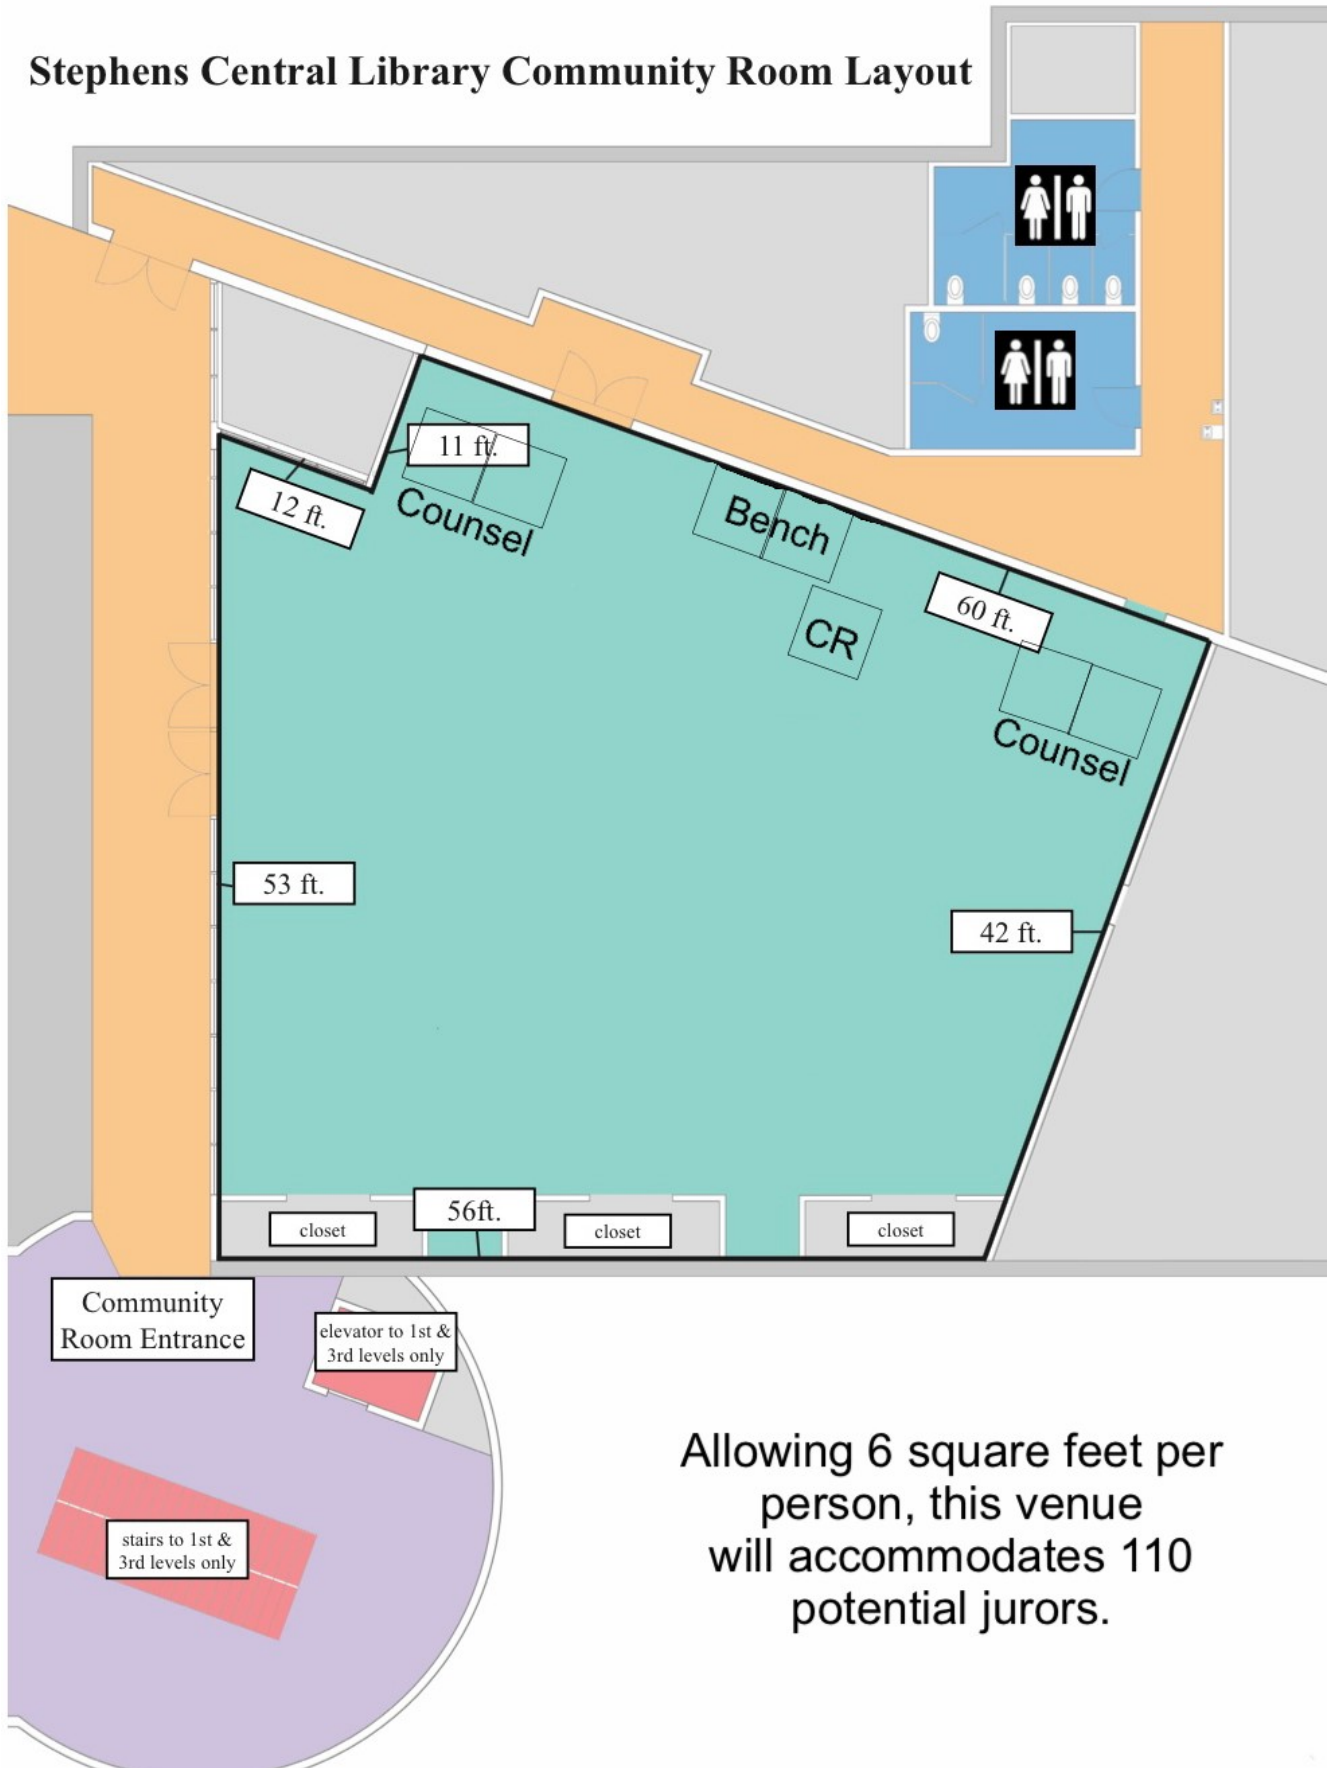 Stephens Central Library Community Room Layout
11 ft.
12 ft.
Counsel
Bench
60 ft.
CR
Counsel
53 ft.
42 ft.
56ft.
closet
closet
closet
Community
Room Entrance
elevator to 1st &
3rd levels only
stairs to 1st &
3rd levels only
Allowing 6 square feet per
person, this venue
will accommodates 110
potential jurors.